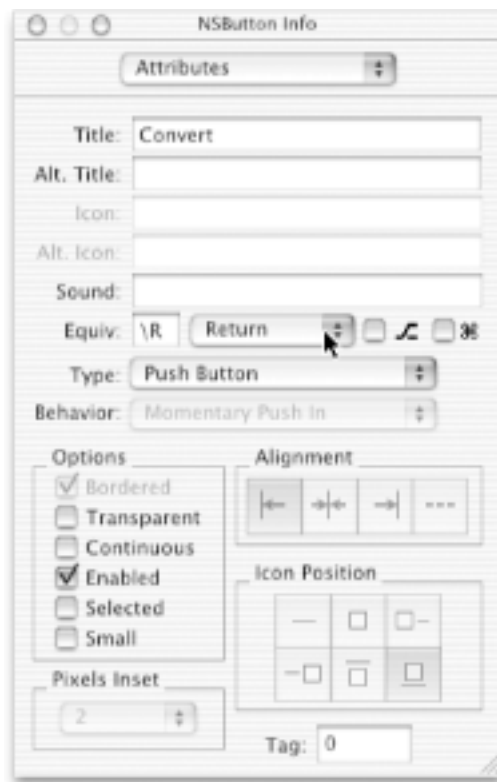 NSButton Info
Attributes
Title: Convert
Alt. Title:
Icon:
Alt. Icon:
Sound:
Equiv: \R Return ⌥ ⌘
Type: Push Button
Behavior: Momentary Push In
Options
Bordered
Transparent
Continuous
Enabled
Selected
Small
Alignment
Icon Position
Pixels Inset
2
Tag: 0